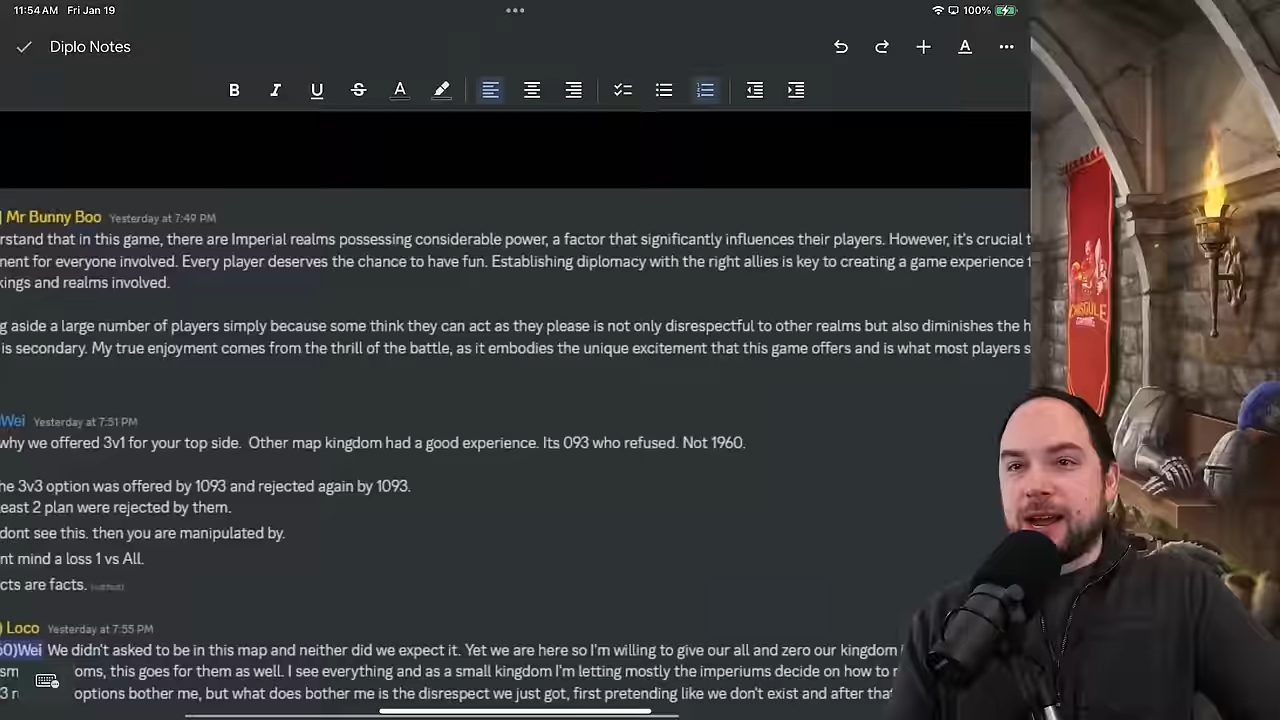 11:54 AM Fri Jan 19
100%
Diplo Notes
B I U S A
Mr Bunny Boo Yesterday at 7:49 PM
rstand that in this game, there are Imperial realms possessing considerable power, a factor that significantly influences their players. However, it's crucial t
nent for everyone involved. Every player deserves the chance to have fun. Establishing diplomacy with the right allies is key to creating a game experience
kings and realms involved.
g aside a large number of players simply because some think they can act as they please is not only disrespectful to other realms but also diminishes the h
is secondary. My true enjoyment comes from the thrill of the battle, as it embodies the unique excitement that this game offers and is what most players s
Wei Yesterday at 7:51 PM
why we offered 3v1 for your top side. Other map kingdom had a good experience. Its 093 who refused. Not 1960.
he 3v3 option was offered by 1093 and rejected again by 1093.
east 2 plan were rejected by them.
dont see this. then you are manipulated by.
nt mind a loss 1 vs All.
cts are facts. (edited)
) Loco Yesterday at 7:55 PM
60)Wei We didn't asked to be in this map and neither did we expect it. Yet we are here so I'm willing to give our all and zero our kingdom
sm oms, this goes for them as well. I see everything and as a small kingdom I'm letting mostly the imperiums decide on how to
3 options bother me, but what does bother me is the disrespect we just got, first pretending like we don't exist and after that
CHISGULE
GAMING